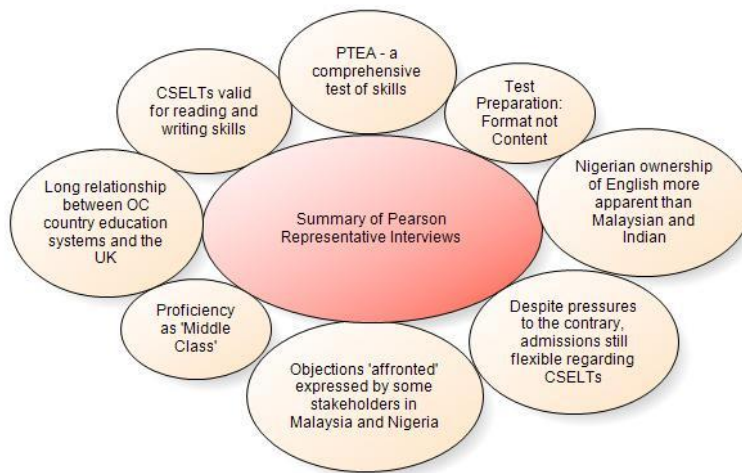 PTEA - a
comprehensive
test of skills
CSELTs valid
for reading and
writing skills
Test
Preparation:
Format not
Content
Long relationship
between OC
country education
systems and the
UK
Summary of Pearson
Representative Interviews
Nigerian ownership
of English more
apparent than
Malaysian and
Indian
Proficiency
as 'Middle
Class'
Objections 'affronted'
expressed by some
stakeholders in
Malaysia and Nigeria
Despite pressures
to the contrary,
admissions still
flexible regarding
CSELTs